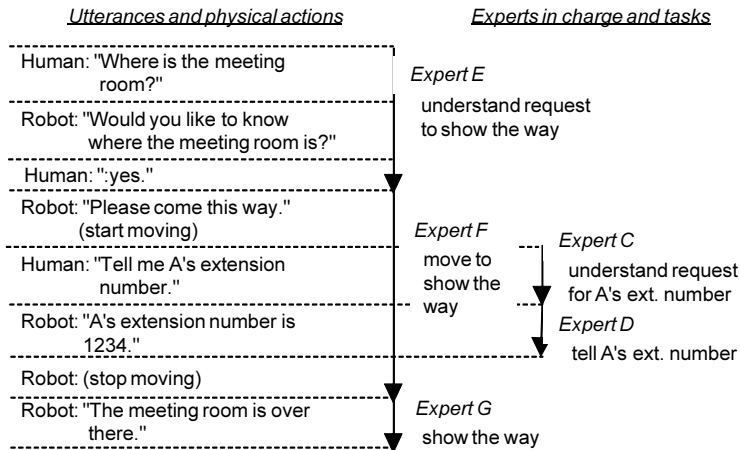 Utterances and physical actions
Experts in charge and tasks
Human: "Where is the meeting
room?"
Expert E
understand request
to show the way
Robot: "Would you like to know
where the meeting room is?"
Human: ":yes."
Robot: "Please come this way."
(start moving)
Expert F
move to
show the
way
Expert C
understand request
for A's ext. number
Human: "Tell me A's extension
number."
Robot: "A's extension number is
1234."
Expert D
tell A's ext. number
Robot: (stop moving)
Robot: "The meeting room is over
there."
Expert G
show the way